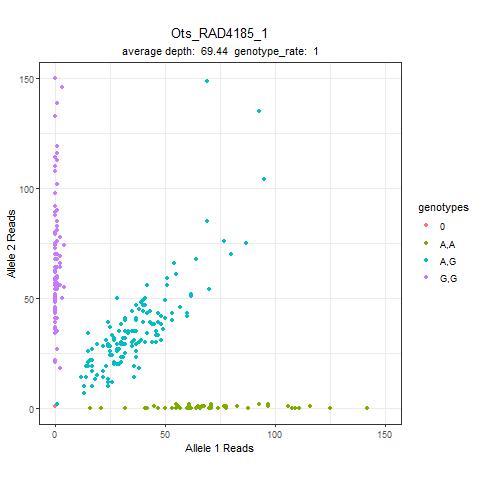 Ots_RAD4185_1
average depth: 69.44 genotype_rate: 1
Allele 2 Reads
150
100
50
0
0 50 100 150
Allele 1 Reads
genotypes
0
A,A
A,G
G,G